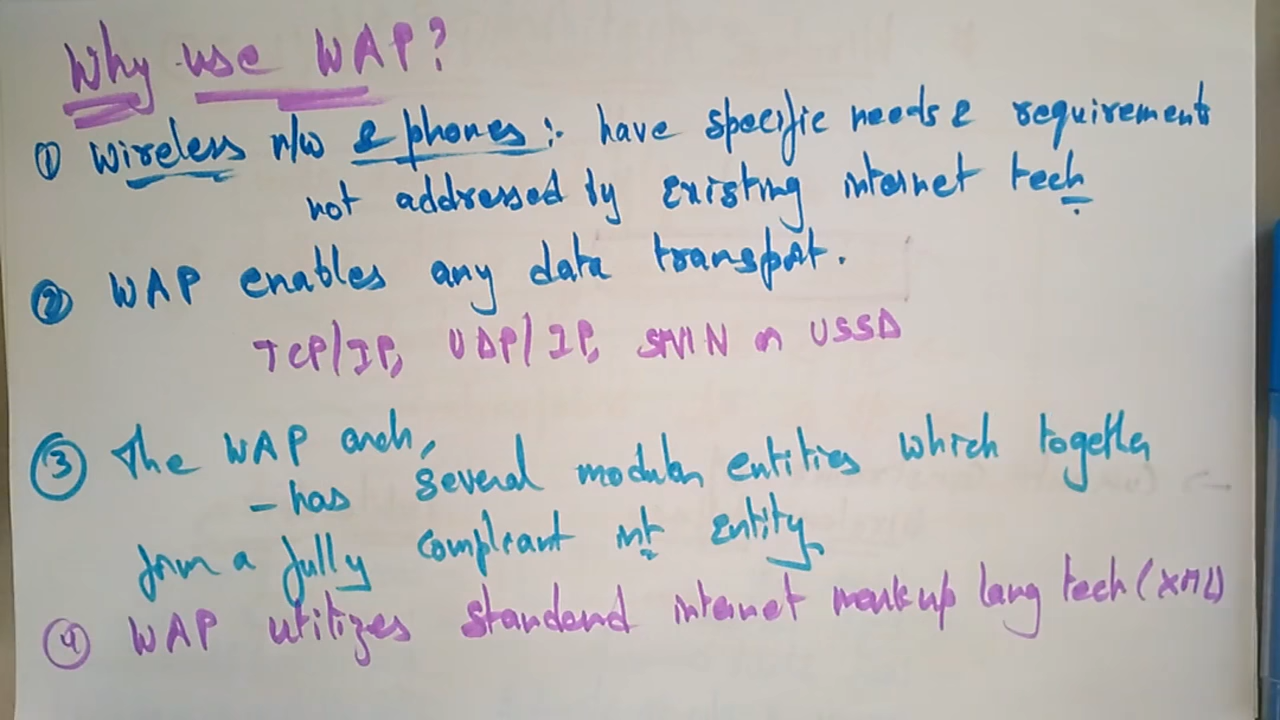 Why use WAP?
① Wireless n/w & phones :- have specific needs & requirements
not addressed by existing internet tech
② WAP enables any data transport.
TCP/IP, UDP/IP, SMIN or USSD
③ The WAP arch,
- has several modular entities which together
form a fully compliant int entity
④ WAP utilizes standard internet markup lang tech (XML)